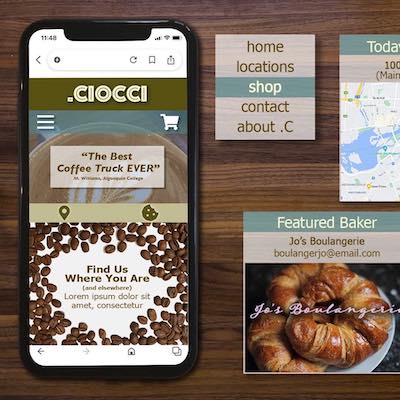 11:48
.CIOCCI
“The Best
Coffee Truck EVER”
M. Williams, Algonquin College
Find Us
Where You Are
(and elsewhere)
Lorem ipsum dolor sit
amet, consectetur
home
locations
shop
contact
about .C
Today
100
(Main
Featured Baker
Jo’s Boulangerie
boulangerjo@email.com
Jo's Boulangerie